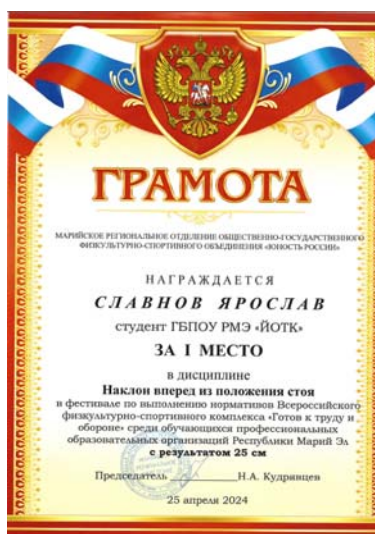 ГРАМОТА
МАРИЙСКОЕ РЕГИОНАЛЬНОЕ ОТДЕЛЕНИЕ ОБЩЕСТВЕННО-ГОСУДАРСТВЕННОГО
ФИЗКУЛЬТУРНО-СПОРТИВНОГО ОБЪЕДИНЕНИЯ «ЮНОСТЬ РОССИИ»
НАГРАЖДАЕТСЯ
СЛАВНОВ ЯРОСЛАВ
студент ГБПОУ РМЭ «ЙОТК»
ЗА I МЕСТО
в дисциплине
Наклон вперед из положения стоя
в фестивале по выполнению нормативов Всероссийского
физкультурно-спортивного комплекса «Готов к труду и
обороне» среди обучающихся профессиональных
образовательных организаций Республики Марий Эл
с результатом 25 см
Председатель Н.А. Кудрявцев
25 апреля 2024